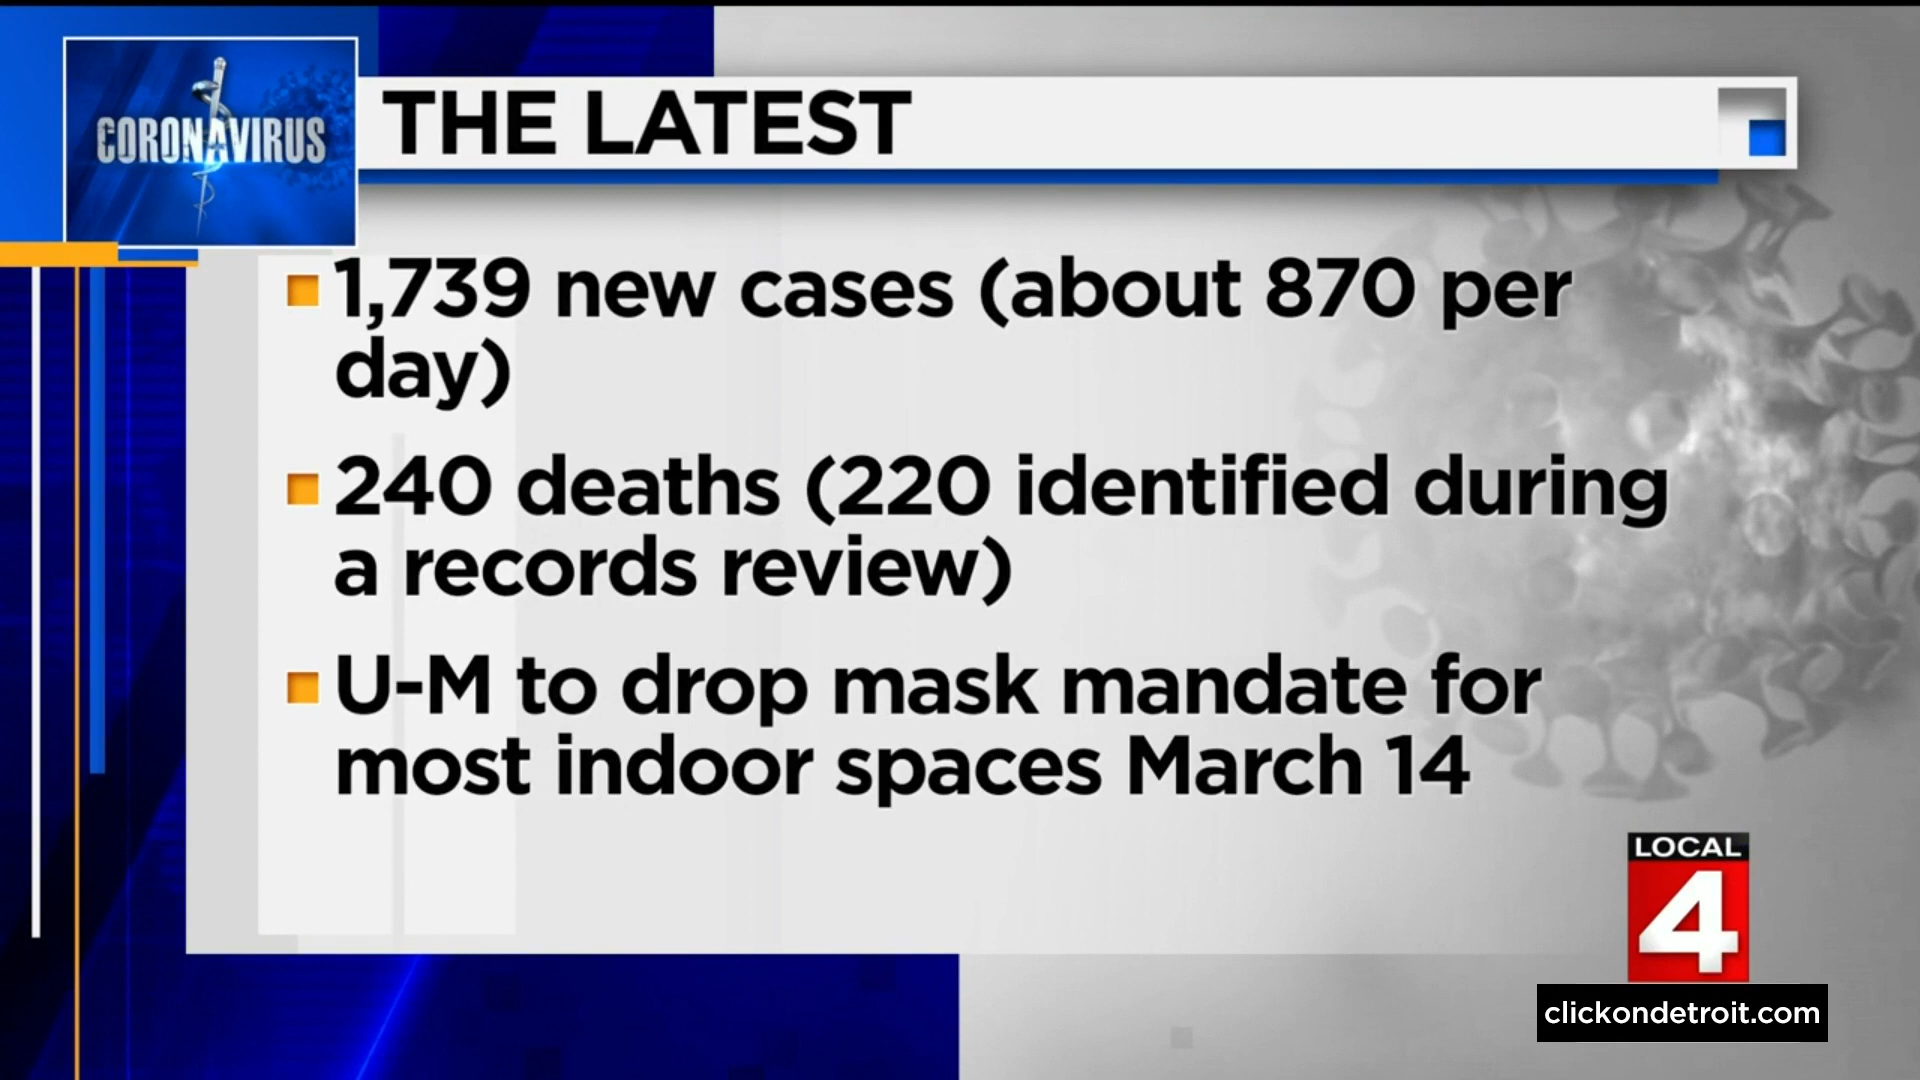 CORONAVIRUS
THE LATEST
1,739 new cases (about 870 per
day)
240 deaths (220 identified during
a records review)
U-M to drop mask mandate for
most indoor spaces March 14
LOCAL
4
clickondetroit.com